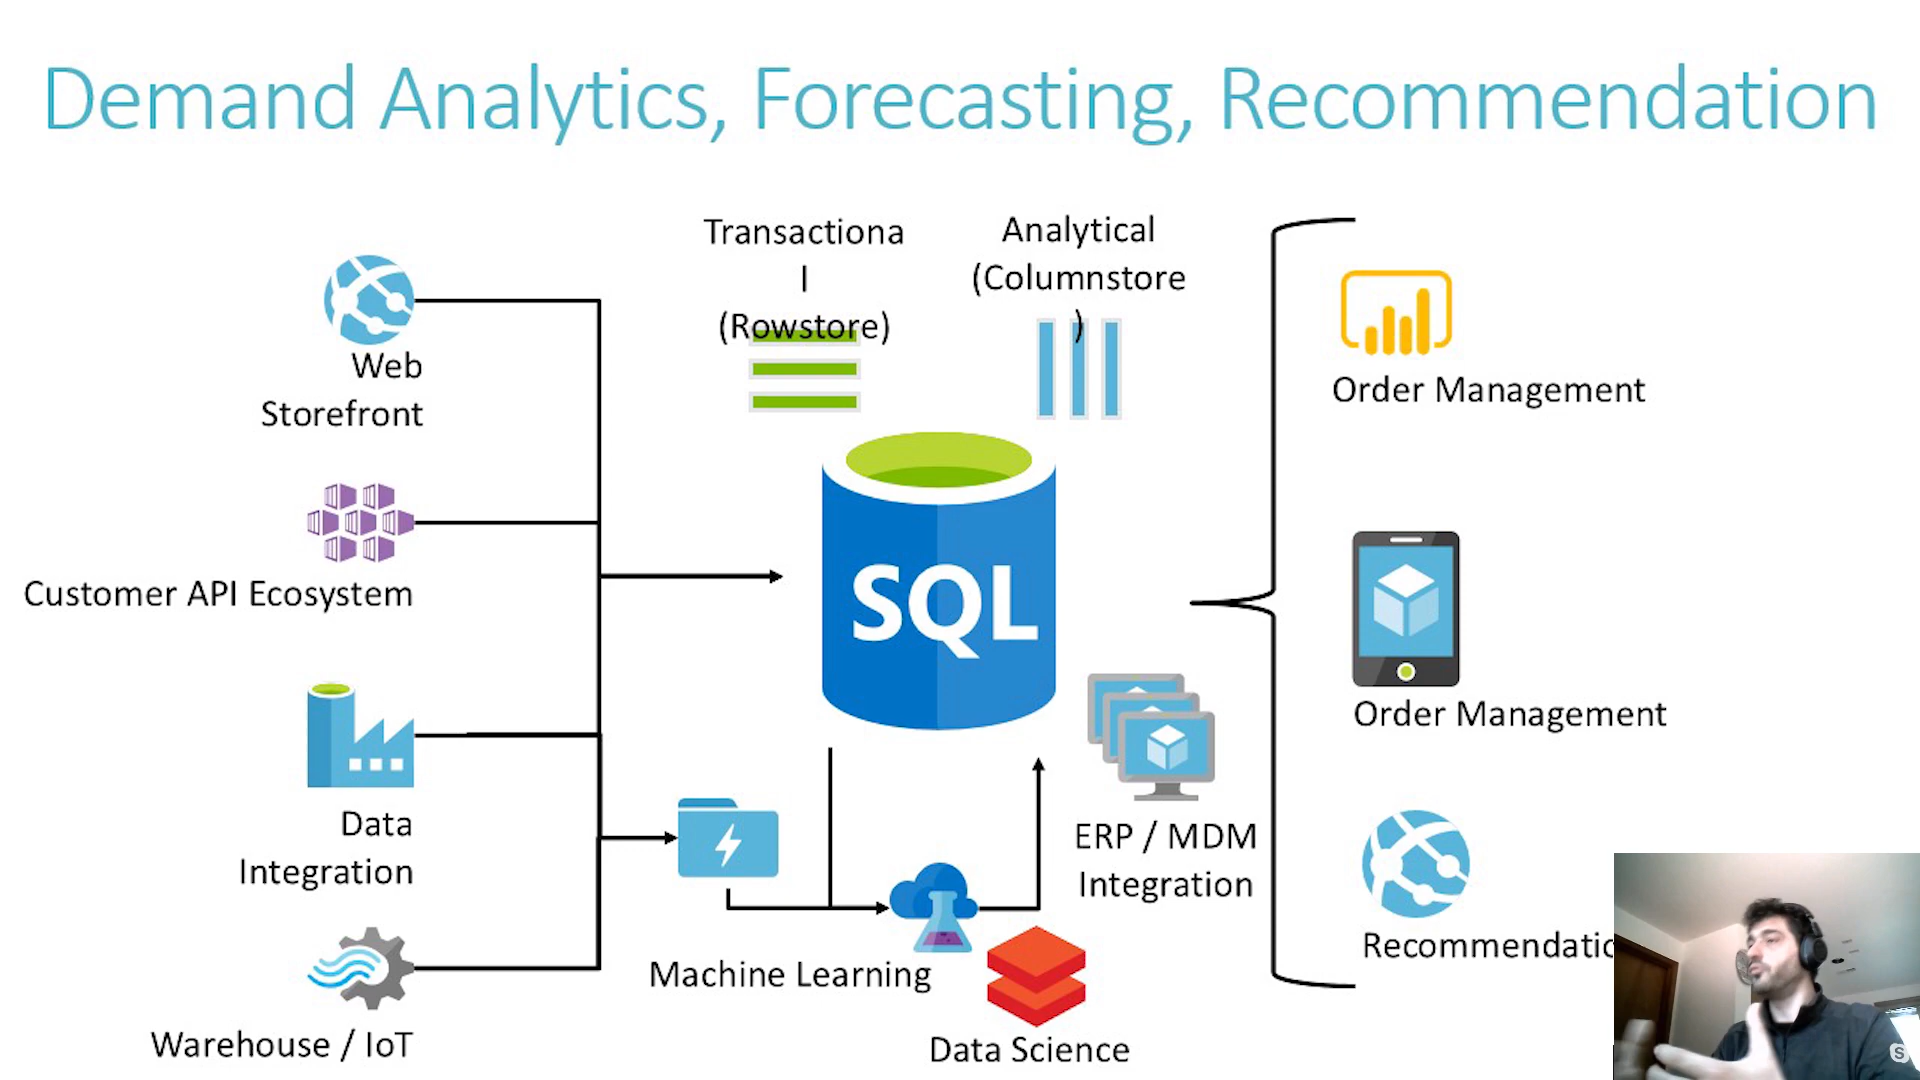 Demand Analytics, Forecasting, Recommendation
Transactiona
l
(Rowstore)
Analytical
(Columnstore
)
Web
Storefront
Customer API Ecosystem
Data
Integration
Warehouse / IoT
SQL
Machine Learning
Data Science
ERP / MDM
Integration
Order Management
Order Management
Recommendatio
S